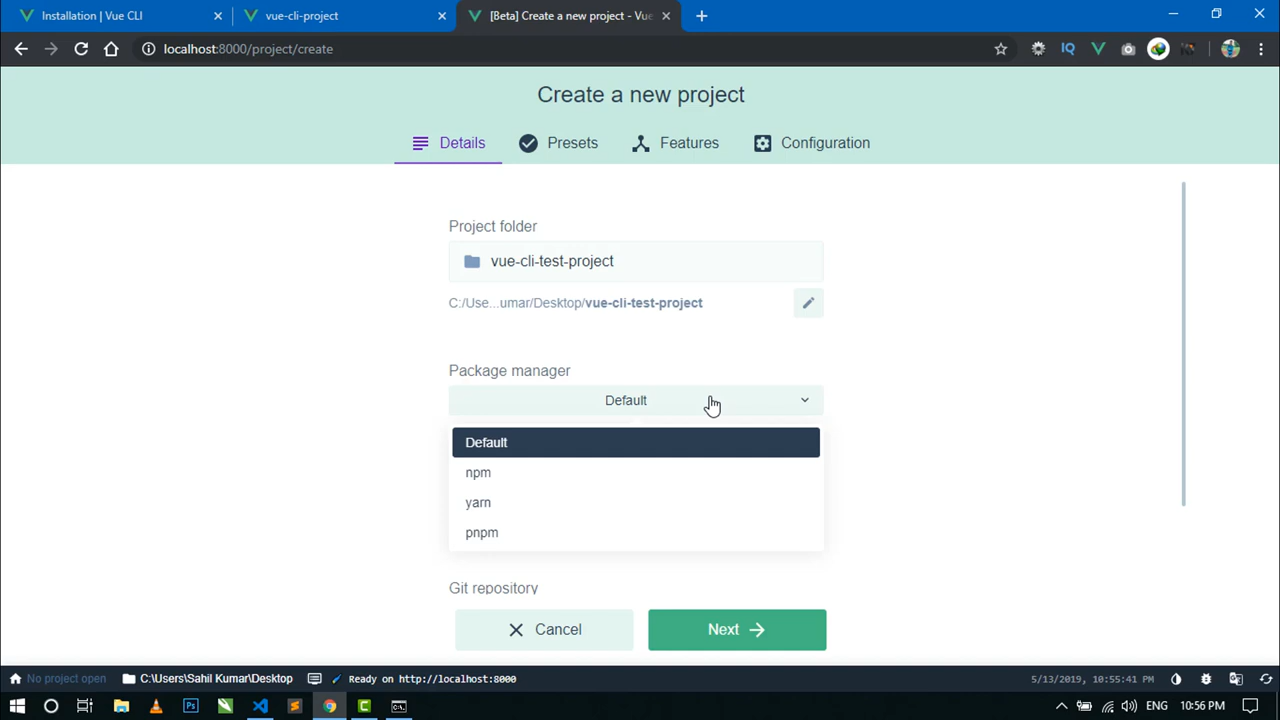 Installation | Vue CLI
vue-cli-project
[Beta] Create a new project - Vue
localhost:8000/project/create
IQ
Create a new project
Details
Presets
Features
Configuration
Project folder
vue-cli-test-project
C:/Use...umar/Desktop/vue-cli-test-project
Package manager
Default
Default
npm
yarn
pnpm
Git repository
Cancel
Next
No project open
C:\Users\Sahil Kumar\Desktop
Ready on http://localhost:8000
5/13/2019, 10:55:41 PM
Ps
ENG
10:56 PM